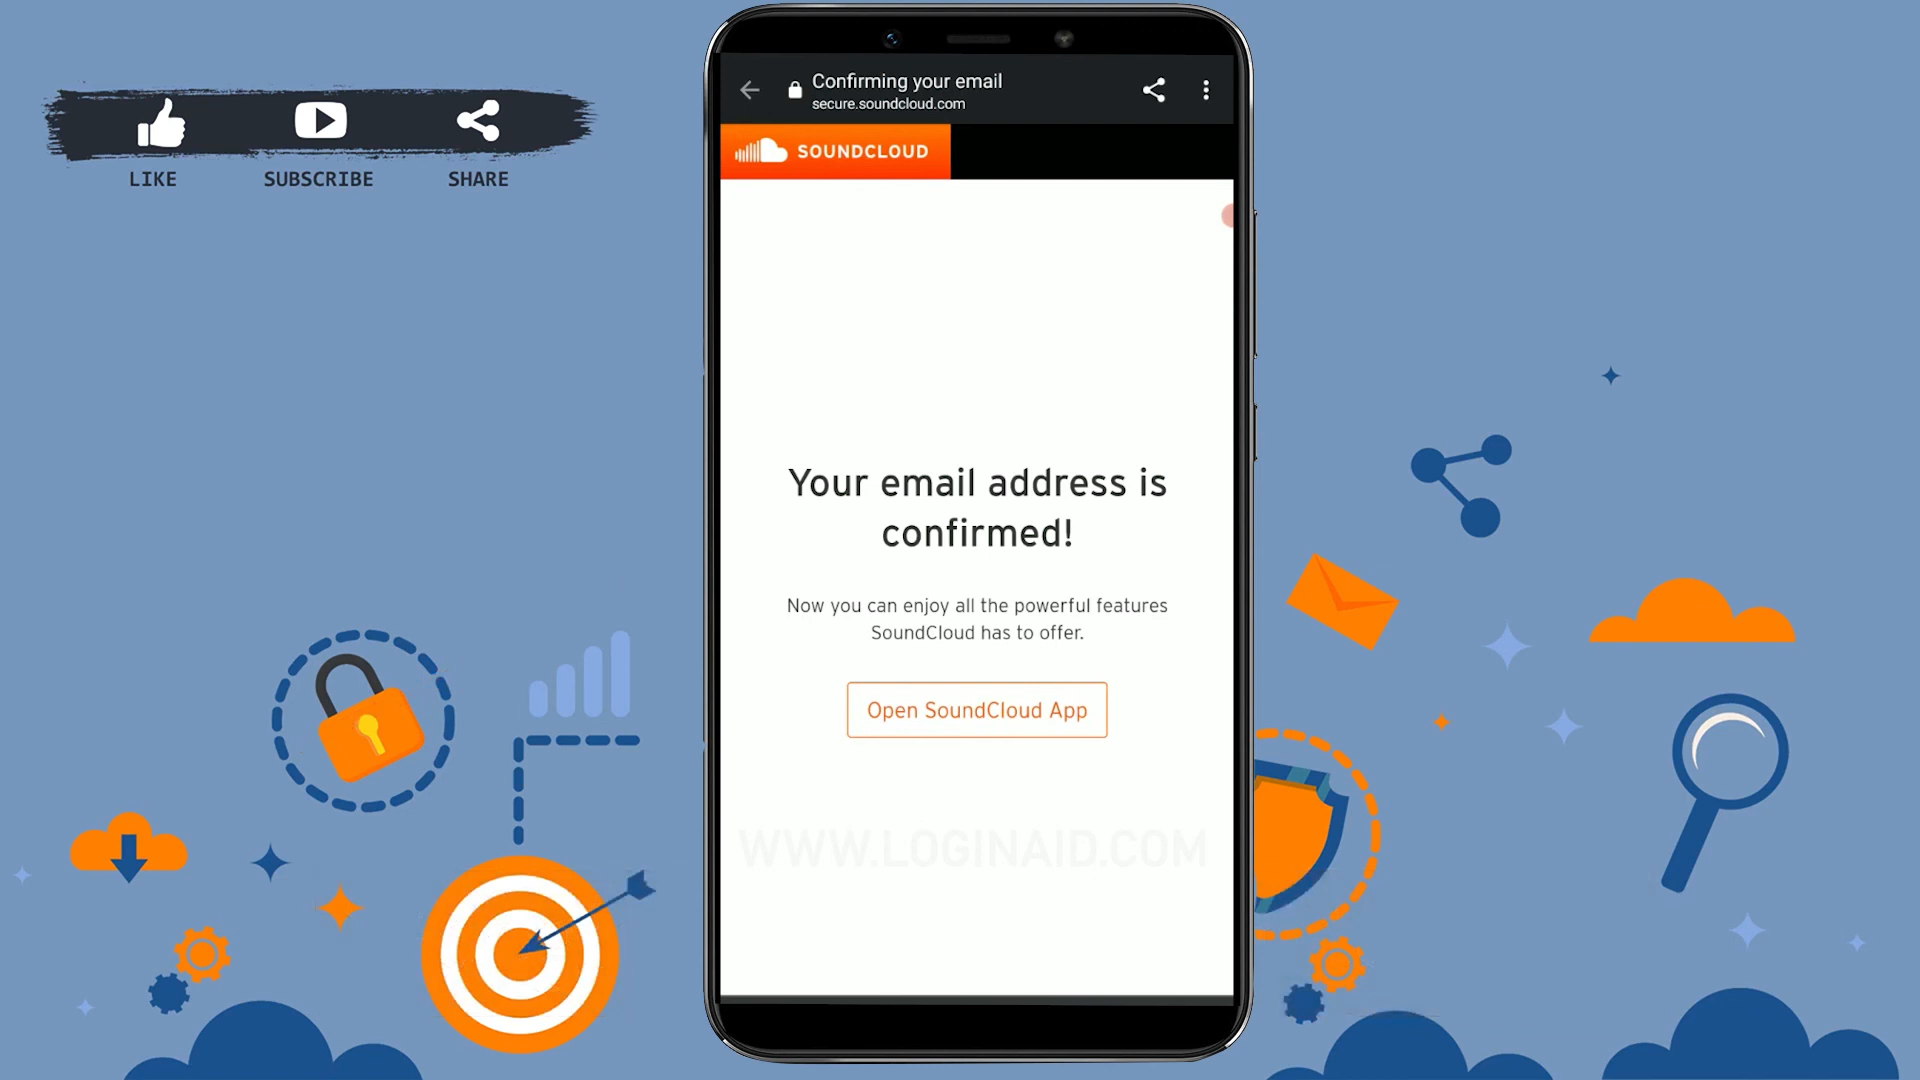 LIKE
SUBSCRIBE
SHARE
Confirming your email
secure.soundcloud.com
SOUNDCLOUD
Your email address is
confirmed!
Now you can enjoy all the powerful features
SoundCloud has to offer.
Open SoundCloud App
WWW.LOGINAID.COM